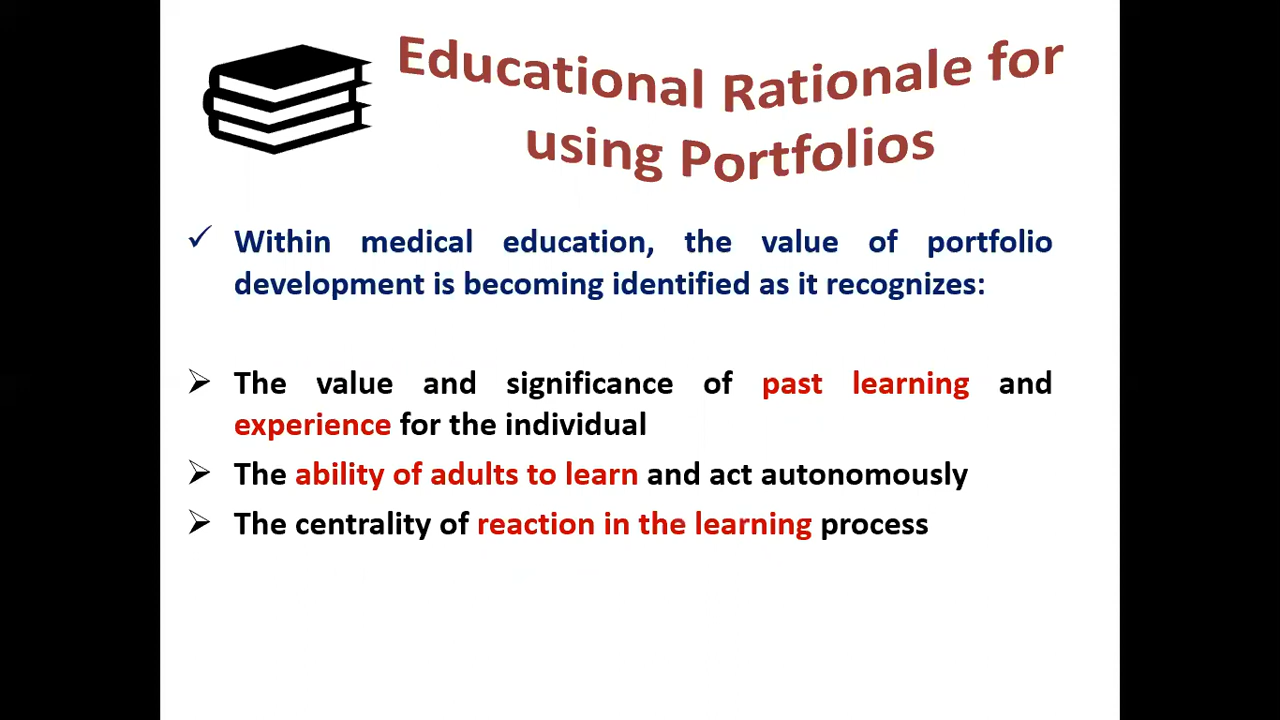 Educational Rationale for
using Portfolios
✓ Within medical education, the value of portfolio
development is becoming identified as it recognizes:
➢ The value and significance of past learning and
experience for the individual
➢ The ability of adults to learn and act autonomously
➢ The centrality of reaction in the learning process